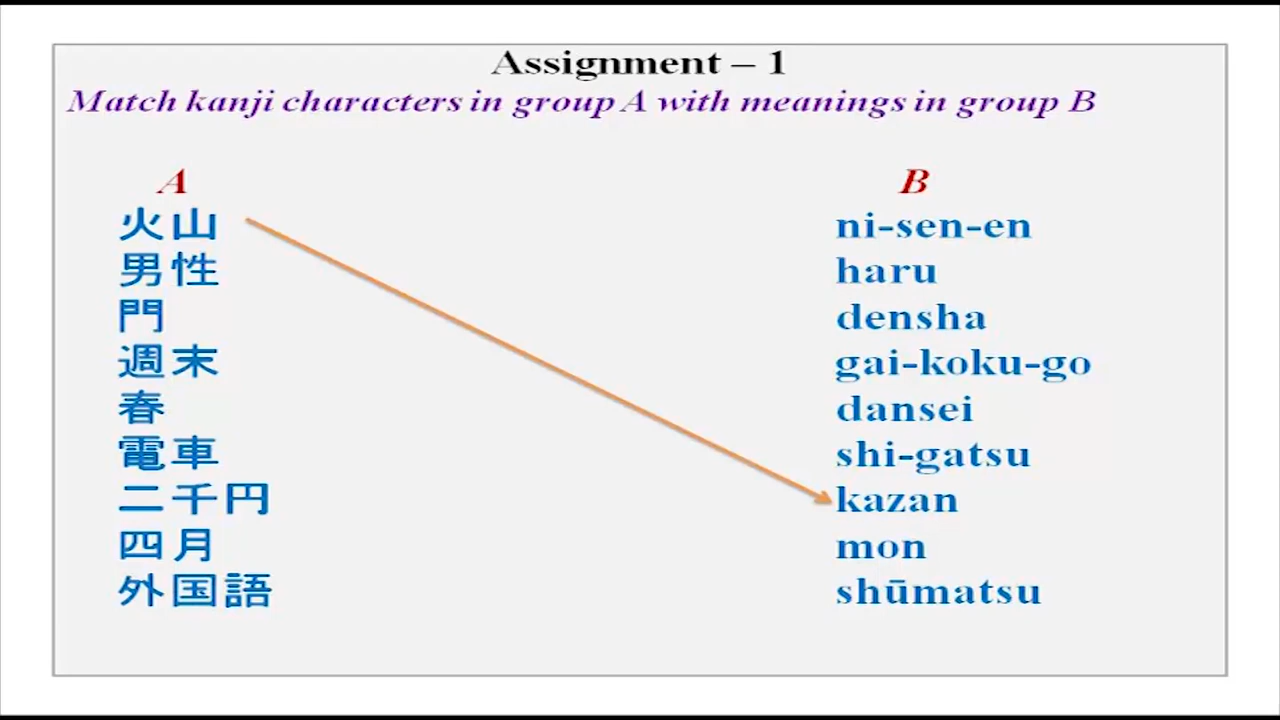 Assignment – 1
Match kanji characters in group A with meanings in group B
A B
火山 ni-sen-en
男性 haru
門 densha
週末 gai-koku-go
春 dansei
電車 shi-gatsu
二千円 kazan
四月 mon
外国語 shūmatsu